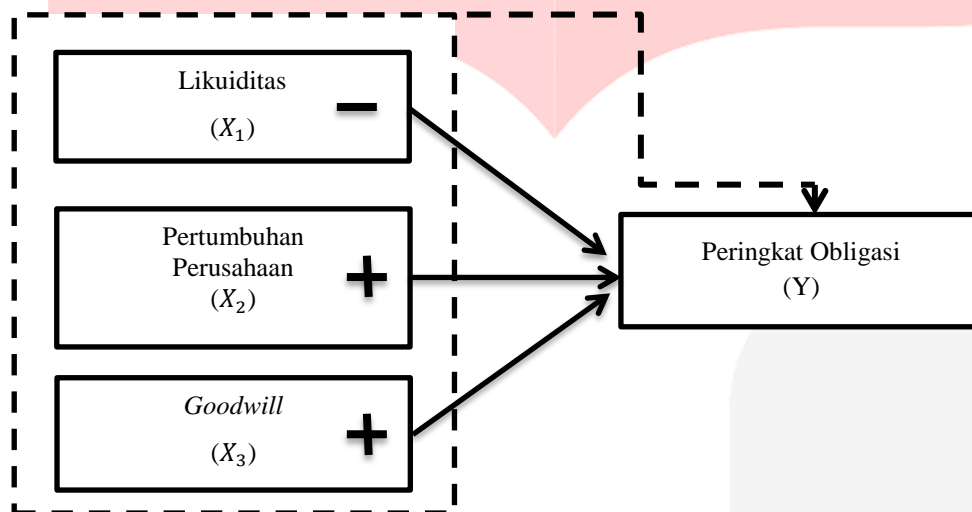 Likuiditas
(𝑋₁)
−
Pertumbuhan
Perusahaan
(𝑋₂)
+
Goodwill
(𝑋₃)
+
Peringkat Obligasi
(Y)